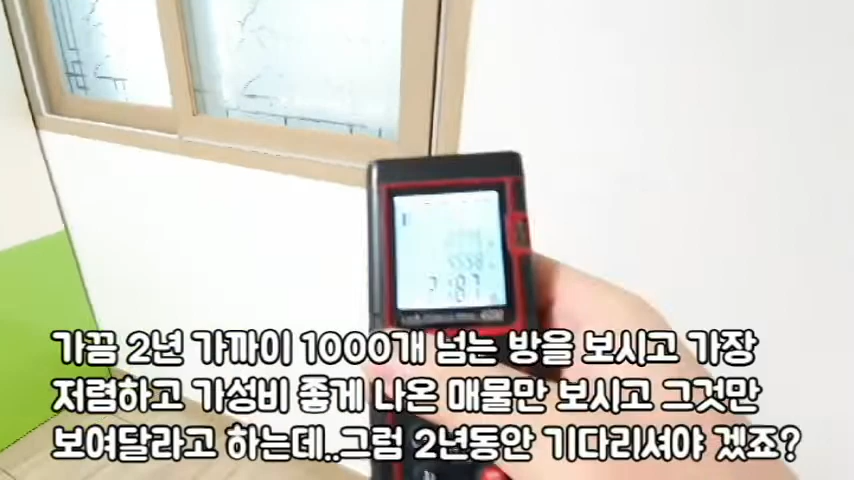 2187
가끔 2년 가까이 1000개 넘는 방을 보시고 가장
저렴하고 가성비 좋게 나온 매물만 보시고 그것만
보여달라고 하는데..그럼 2년동안 기다리셔야 겠죠?